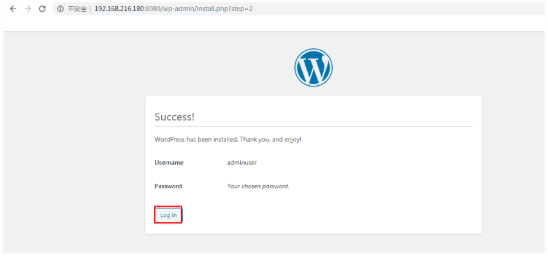 不安全 | 192.168.216.180:8080/wp-admin/install.php?step=2
Success!
WordPress has been installed. Thank you, and enjoy!
Username adminuser
Password Your chosen password.
Log In